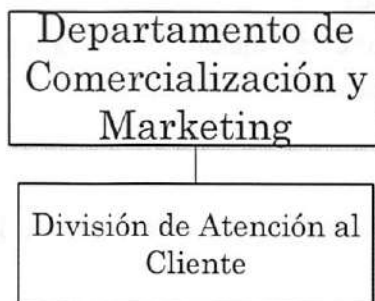 Departamento de
Comercialización y
Marketing
División de Atención al
Cliente